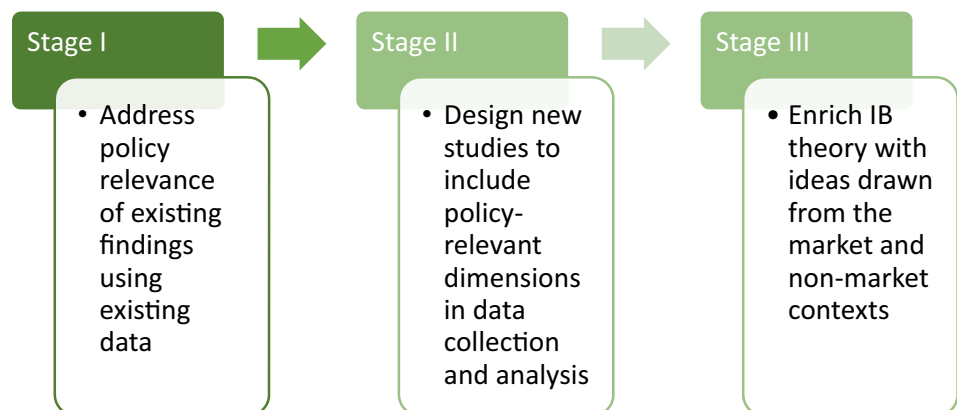 Stage I
• Address
policy
relevance
of existing
findings
using
existing
data
Stage II
• Design new
studies to
include
policy-
relevant
dimensions
in data
collection
and analysis
Stage III
• Enrich IB
theory with
ideas drawn
from the
market and
non-market
contexts